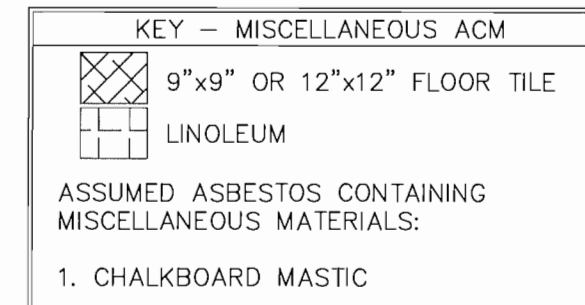 KEY – MISCELLANEOUS ACM
9"x9" OR 12"x12" FLOOR TILE
LINOLEUM
ASSUMED ASBESTOS CONTAINING
MISCELLANEOUS MATERIALS:
1. CHALKBOARD MASTIC